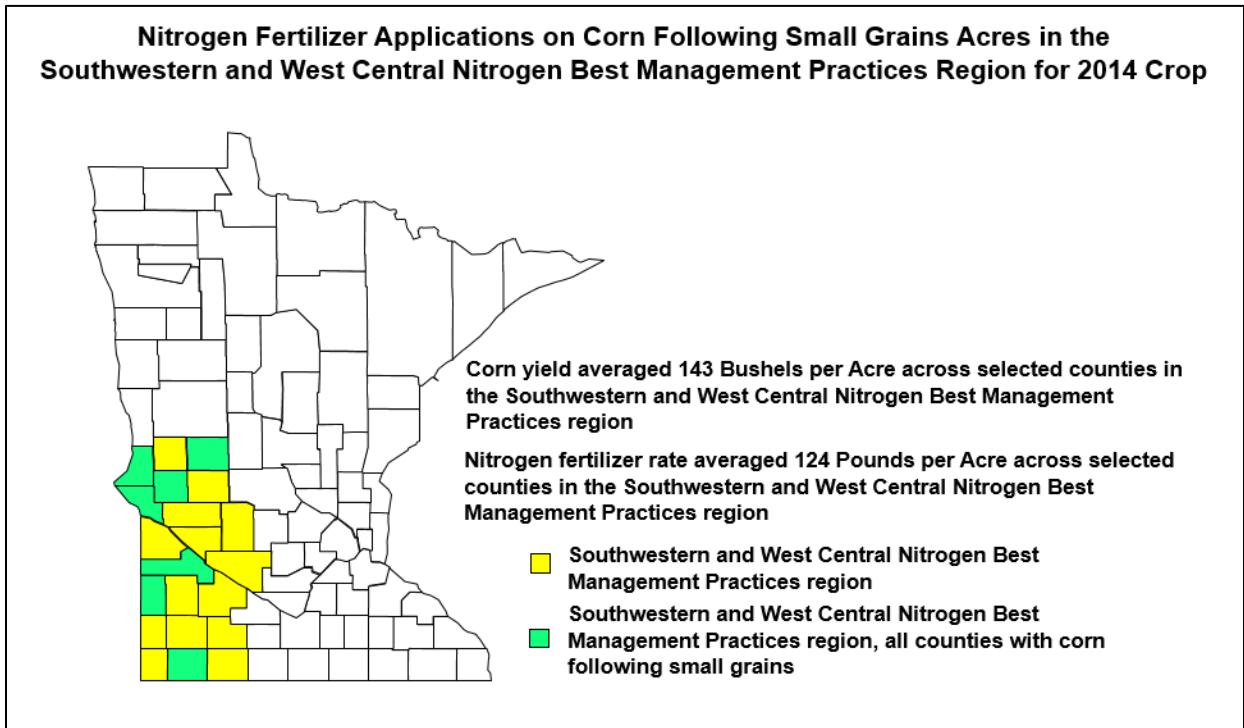 Nitrogen Fertilizer Applications on Corn Following Small Grains Acres in the
Southwestern and West Central Nitrogen Best Management Practices Region for 2014 Crop
Corn yield averaged 143 Bushels per Acre across selected counties in
the Southwestern and West Central Nitrogen Best Management
Practices region
Nitrogen fertilizer rate averaged 124 Pounds per Acre across selected
counties in the Southwestern and West Central Nitrogen Best
Management Practices region
Southwestern and West Central Nitrogen Best
Management Practices region
Southwestern and West Central Nitrogen Best
Management Practices region, all counties with corn
following small grains